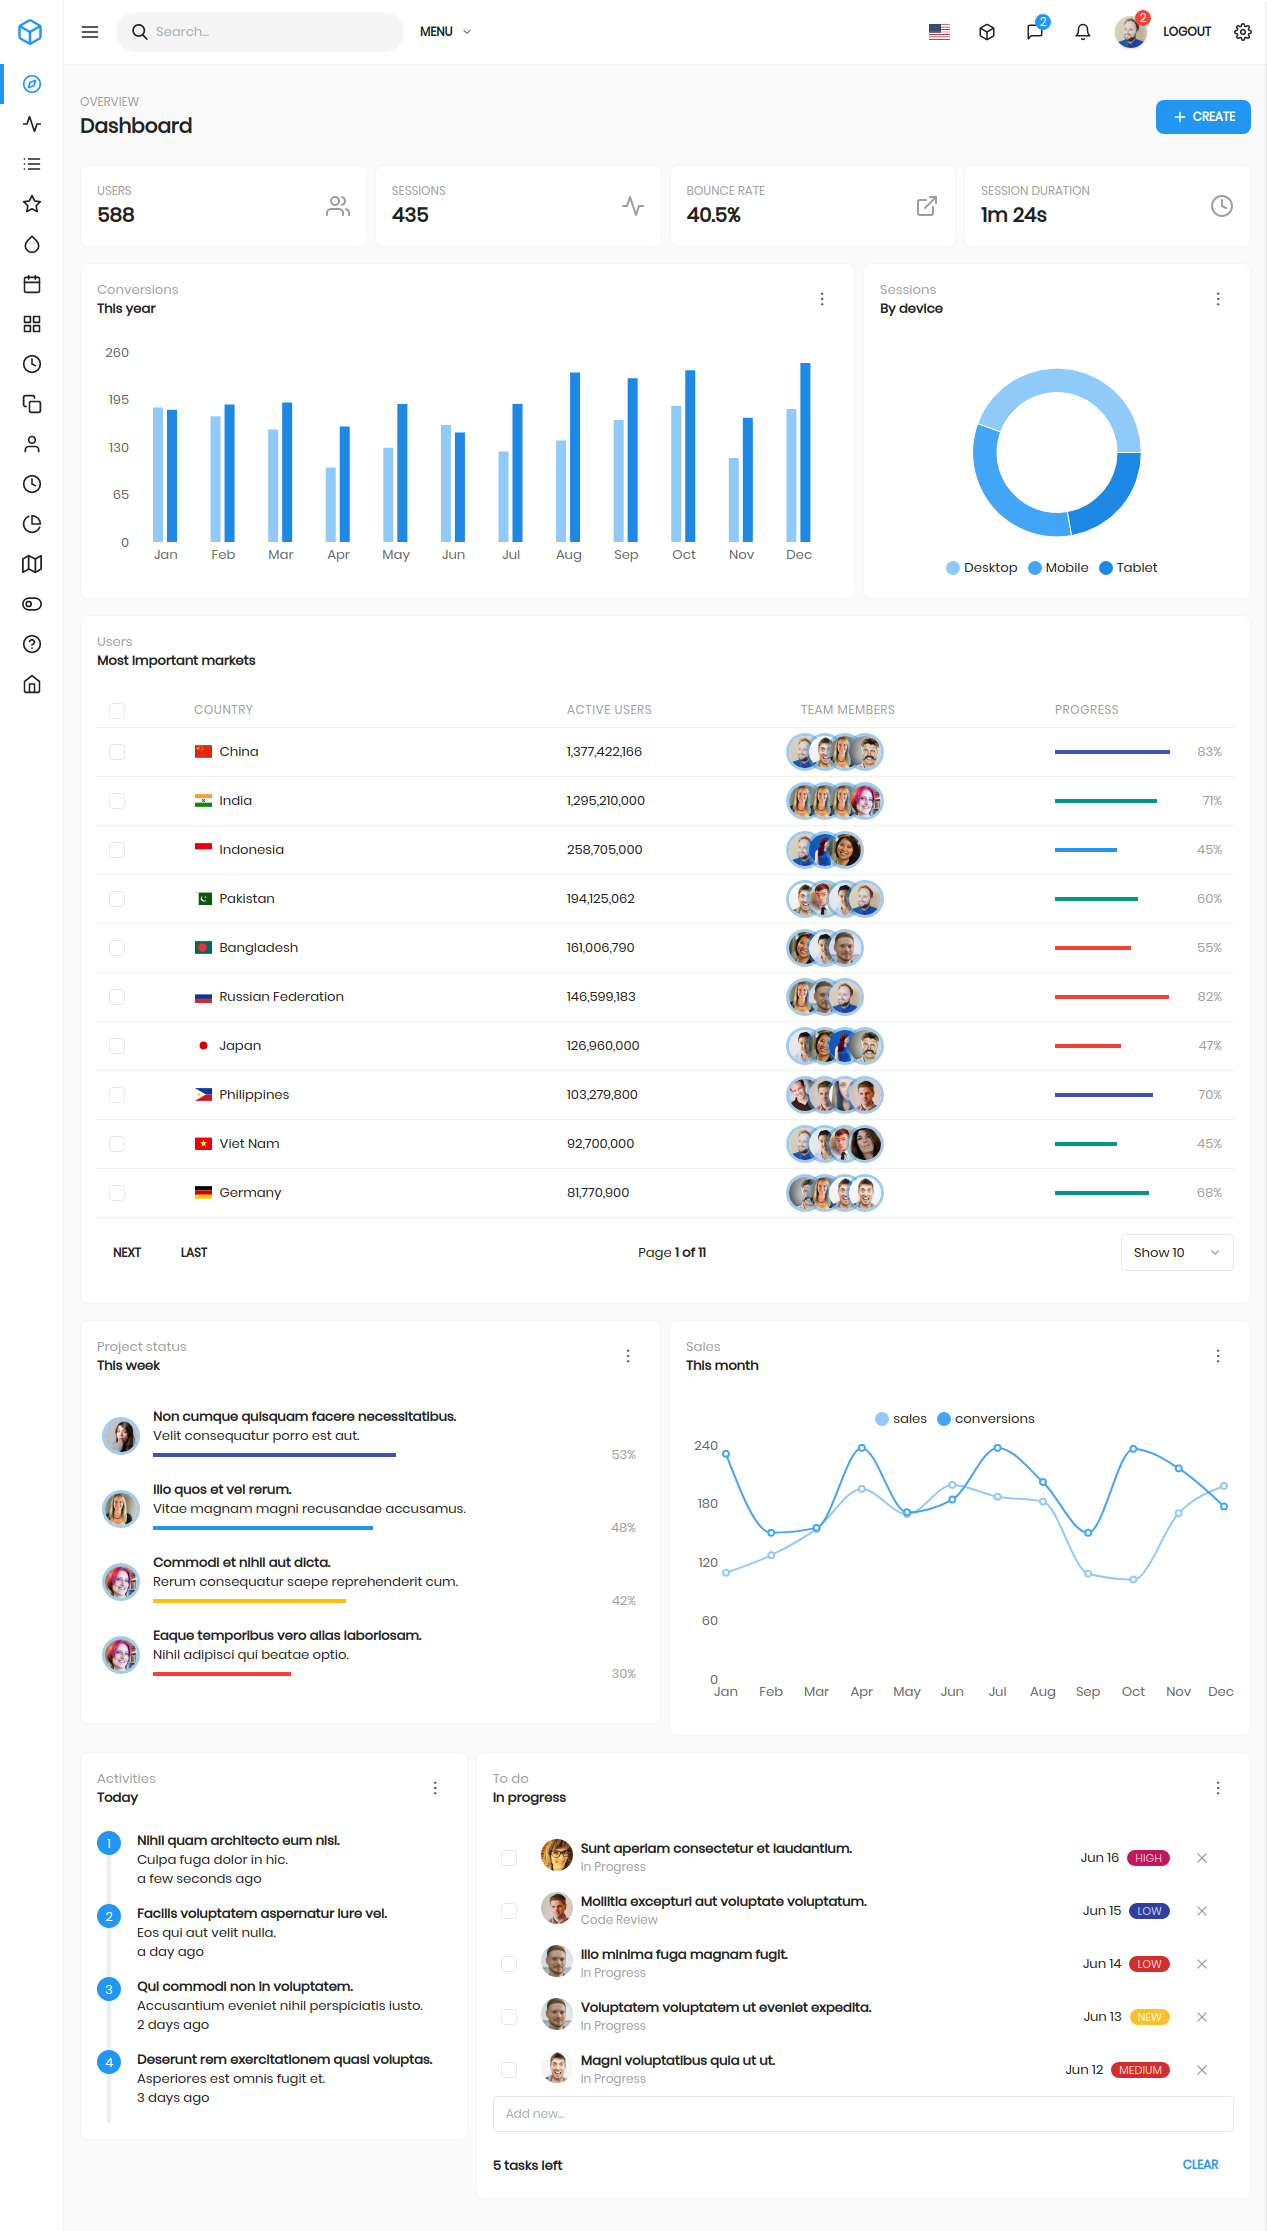 Search...
MENU
2
2
LOGOUT
OVERVIEW
Dashboard
+ CREATE
USERS
588
SESSIONS
435
BOUNCE RATE
40.5%
SESSION DURATION
1m 24s
Conversions
This year
260
195
130
65
0
Jan Feb Mar Apr May Jun Jul Aug Sep Oct Nov Dec
Sessions
By device
Desktop Mobile Tablet
Users
Most important markets
COUNTRY ACTIVE USERS TEAM MEMBERS PROGRESS
China 1,377,422,166 83%
India 1,295,210,000 71%
Indonesia 258,705,000 45%
Pakistan 194,125,062 60%
Bangladesh 161,006,790 55%
Russian Federation 146,599,183 82%
Japan 126,960,000 47%
Philippines 103,279,800 70%
Viet Nam 92,700,000 45%
Germany 81,770,900 68%
NEXT LAST Page 1 of 11 Show 10
Project status
This week
Non cumque quisquam facere necessitatibus.
Velit consequatur porro est aut.
53%
Illo quos et vel rerum.
Vitae magnam magni recusandae accusamus.
48%
Commodi et nihil aut dicta.
Rerum consequatur saepe reprehenderit cum.
42%
Eaque temporibus vero alias laboriosam.
Nihil adipisci qui beatae optio.
30%
Sales
This month
sales conversions
240
180
120
60
0
Jan Feb Mar Apr May Jun Jul Aug Sep Oct Nov Dec
Activities
Today
1 Nihil quam architecto eum nisi.
Culpa fuga dolor in hic.
a few seconds ago
2 Facilis voluptatem aspernatur iure vel.
Eos qui aut velit nulla.
a day ago
3 Qui commodi non in voluptatem.
Accusantium eveniet nihil perspiciatis iusto.
2 days ago
4 Deserunt rem exercitationem quasi voluptas.
Asperiores est omnis fugit et.
3 days ago
To do
In progress
Sunt aperiam consectetur et laudantium.
In Progress
Jun 16 HIGH
Mollitia excepturi aut voluptate voluptatum.
Code Review
Jun 15 LOW
Illo minima fuga magnam fugit.
In Progress
Jun 14 LOW
Voluptatem voluptatem ut eveniet expedita.
In Progress
Jun 13 NEW
Magni voluptatibus quia ut ut.
In Progress
Jun 12 MEDIUM
Add new...
5 tasks left
CLEAR